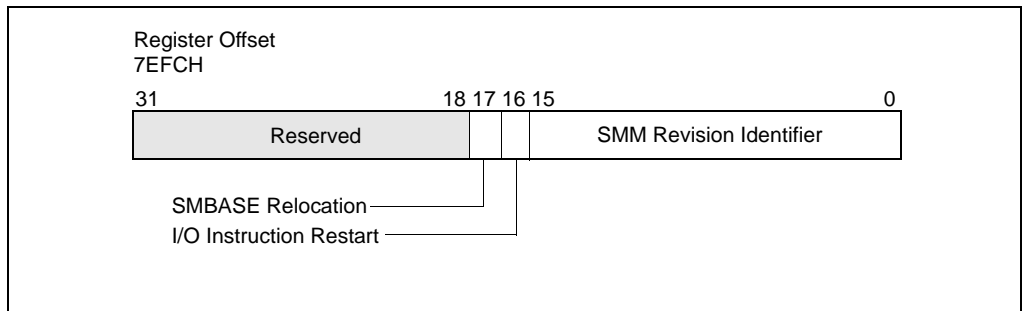 Register Offset
7EFCH
31 18 17 16 15 0
Reserved SMM Revision Identifier
SMBASE Relocation
I/O Instruction Restart